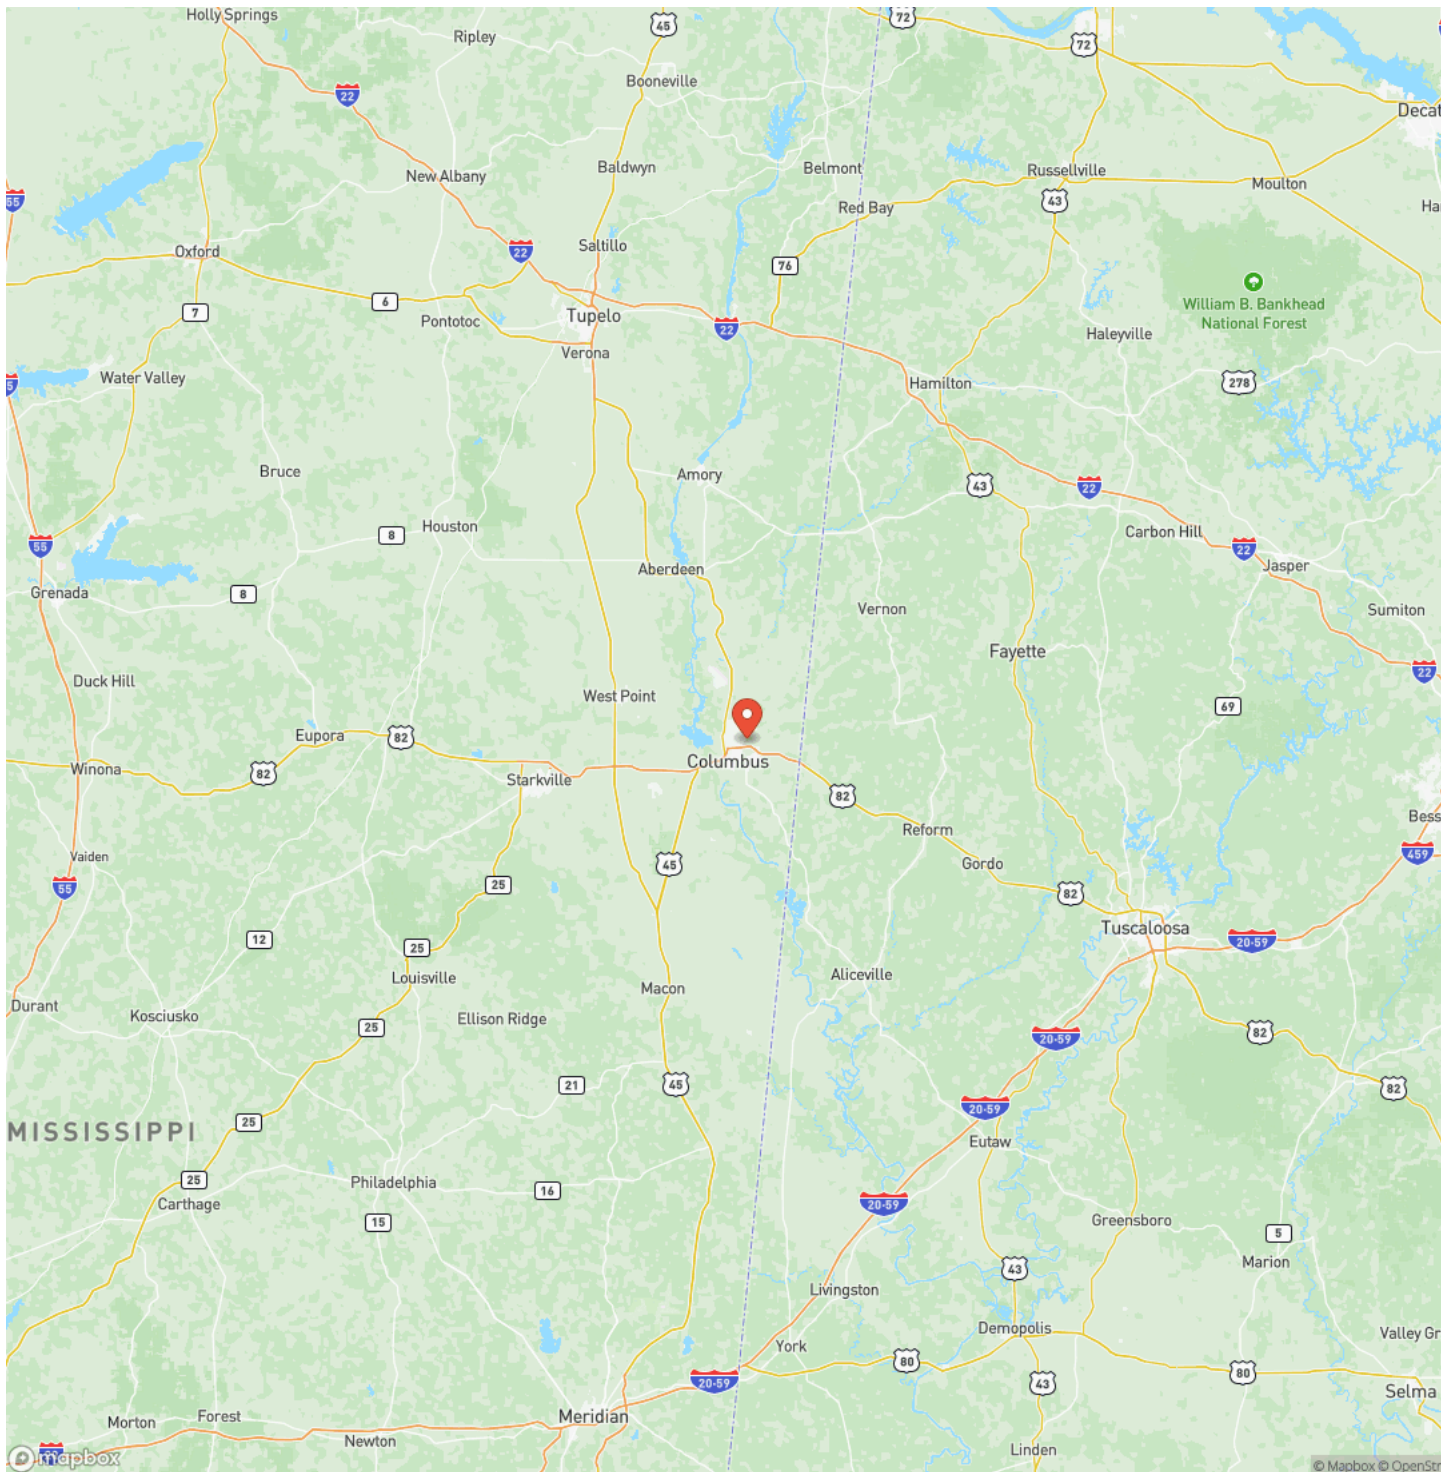 Holly Springs
45
72
Ripley
72
22
Booneville
Decat
Baldwyn
Belmont
Russellville
New Albany
Moulton
55
43
Red Bay
Ha
Saltillo
Oxford
22
76
William B. Bankhead
National Forest
6
7
Pontotoc
Tupelo
22
Haleyville
Verona
Water Valley
Hamilton
278
5
Bruce
Amory
43
22
Houston
8
Carbon Hill
55
22
Aberdeen
Jasper
Grenada
8
Vernon
Sumiton
Fayette
22
Duck Hill
West Point
69
Eupora
82
Columbus
Winona
82
Starkville
82
Bess
Reform
Vaiden
45
Gordo
459
55
25
82
Tuscaloosa
12
25
20-59
Louisville
Aliceville
Macon
Durant
Kosciusko
Ellison Ridge
25
20-59
82
21
45
82
20-59
25
MISSISSIPPI
Eutaw
25
Philadelphia
16
Carthage
20-59
15
Greensboro
5
Marion
43
Livingston
Demopolis
Valley Gr
York
80
80
20-59
43
Selma
Forest
Meridian
Morton
Newton
Linden
mapbox
© Mapbox © OpenStr